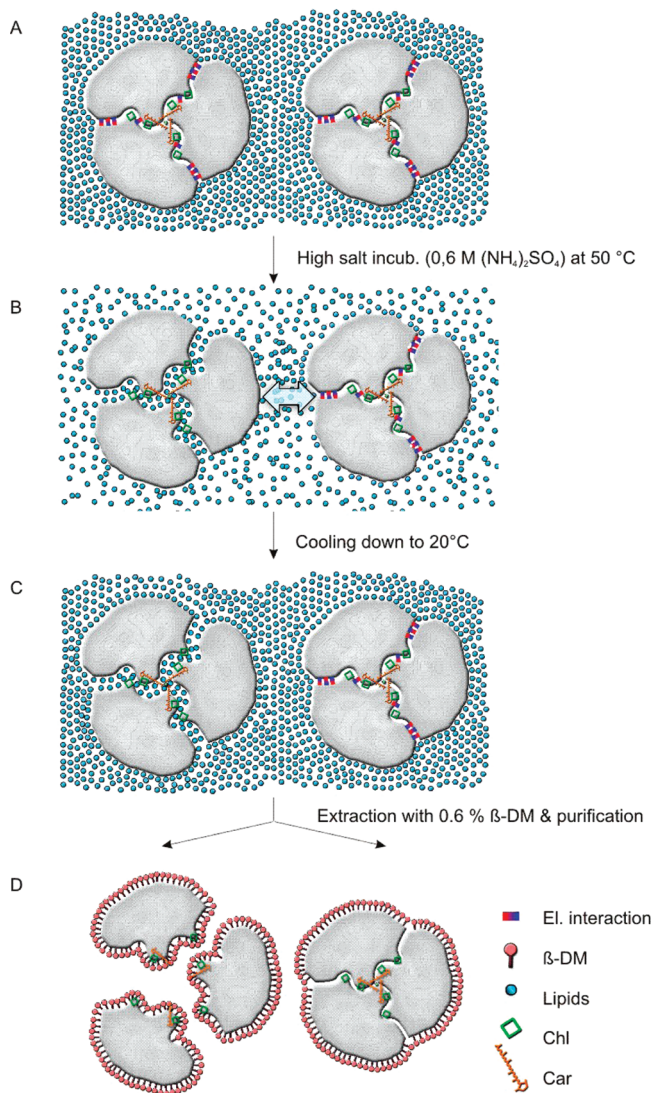 A
High salt incub. (0,6 M (NH₄)₂SO₄) at 50 °C
B
Cooling down to 20°C
C
Extraction with 0.6 % ß-DM & purification
D
El. interaction
ß-DM
Lipids
Chl
Car